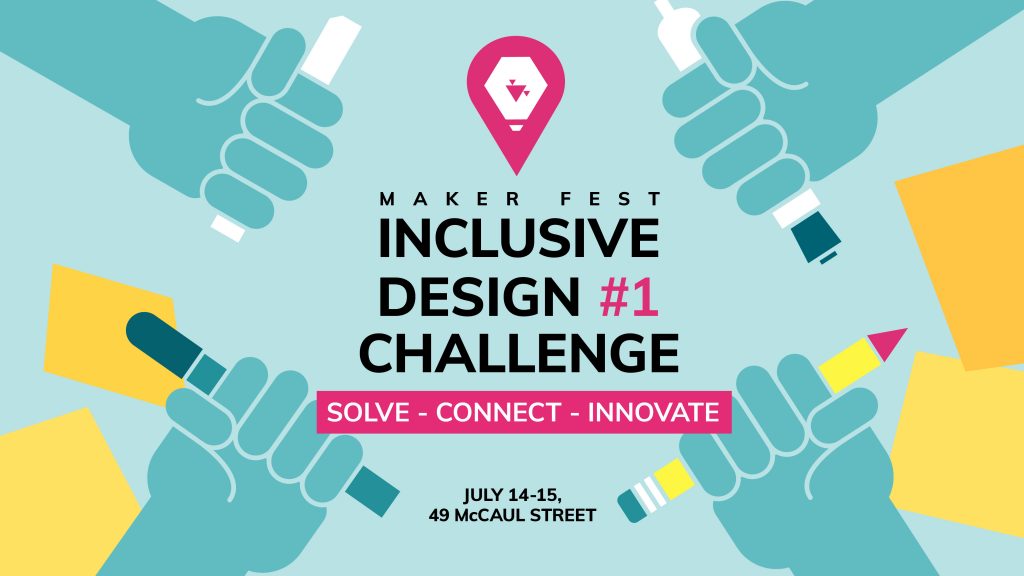 MAKER FEST
INCLUSIVE
DESIGN #1
CHALLENGE
SOLVE - CONNECT - INNOVATE
JULY 14-15,
49 McCAUL STREET